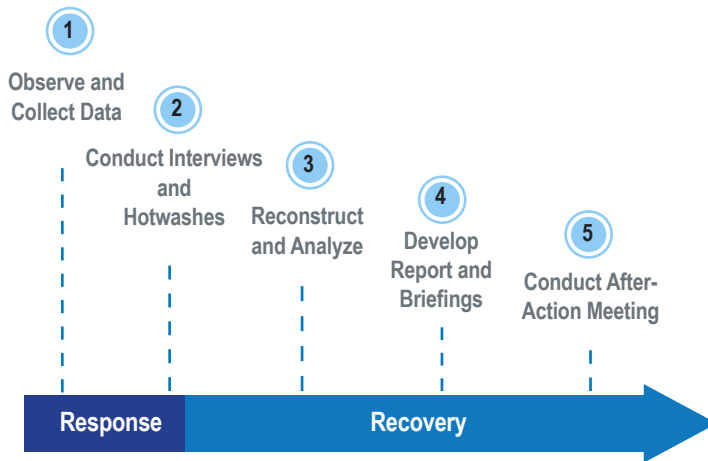 1
Observe and
Collect Data
2
Conduct Interviews
and
Hotwashes
3
Reconstruct
and Analyze
4
Develop
Report and
Briefings
5
Conduct After-
Action Meeting
Response
Recovery